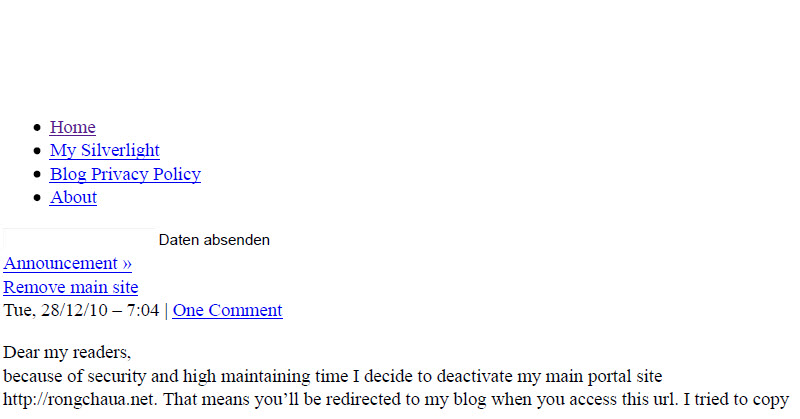 Home
My Silverlight
Blog Privacy Policy
About
Daten absenden
Announcement »
Remove main site
Tue, 28/12/10 – 7:04 | One Comment
Dear my readers,
because of security and high maintaining time I decide to deactivate my main portal site
http://rongchaua.net. That means you’ll be redirected to my blog when you access this url. I tried to copy